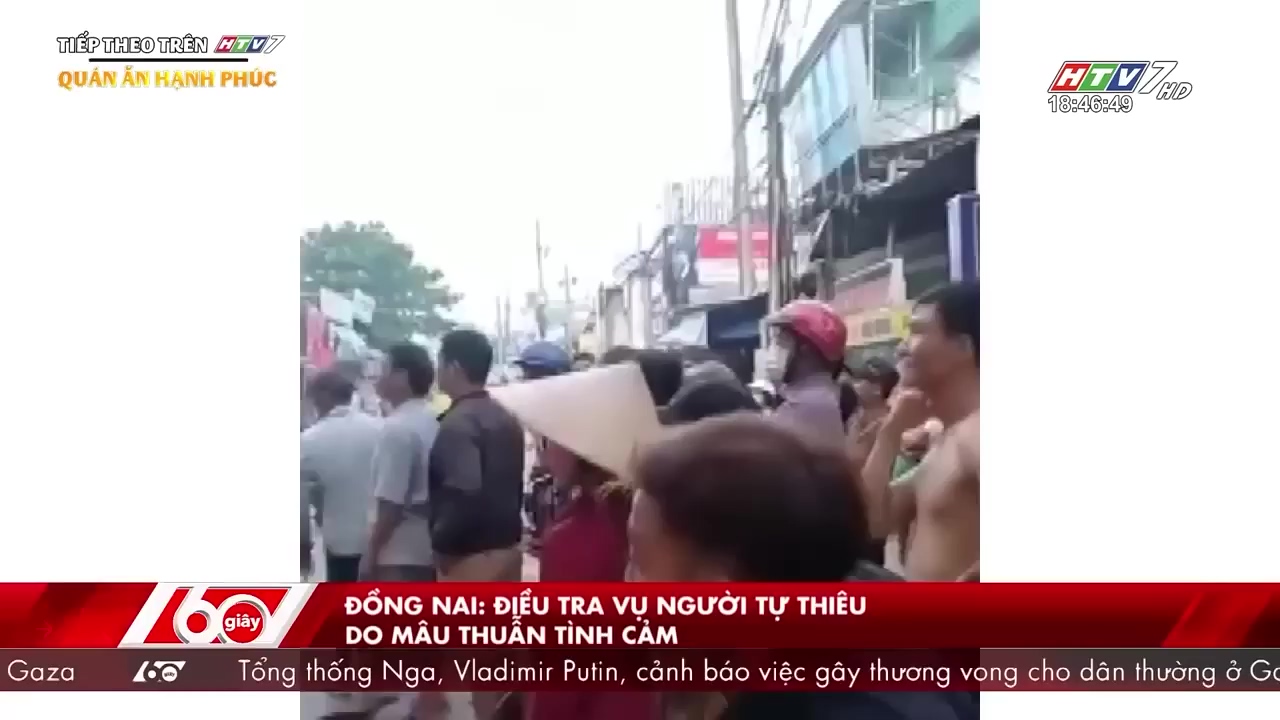 TIẾP THEO TRÊN HTV7
QUÁN ĂN HẠNH PHÚC
HTV7 HD
18:46:49
60 giây
ĐỒNG NAI: ĐIỀU TRA VỤ NGƯỜI TỰ THIÊU
DO MÂU THUẪN TÌNH CẢM
Gaza 60 giây Tổng thống Nga, Vladimir Putin, cảnh báo việc gây thương vong cho dân thường ở Ga